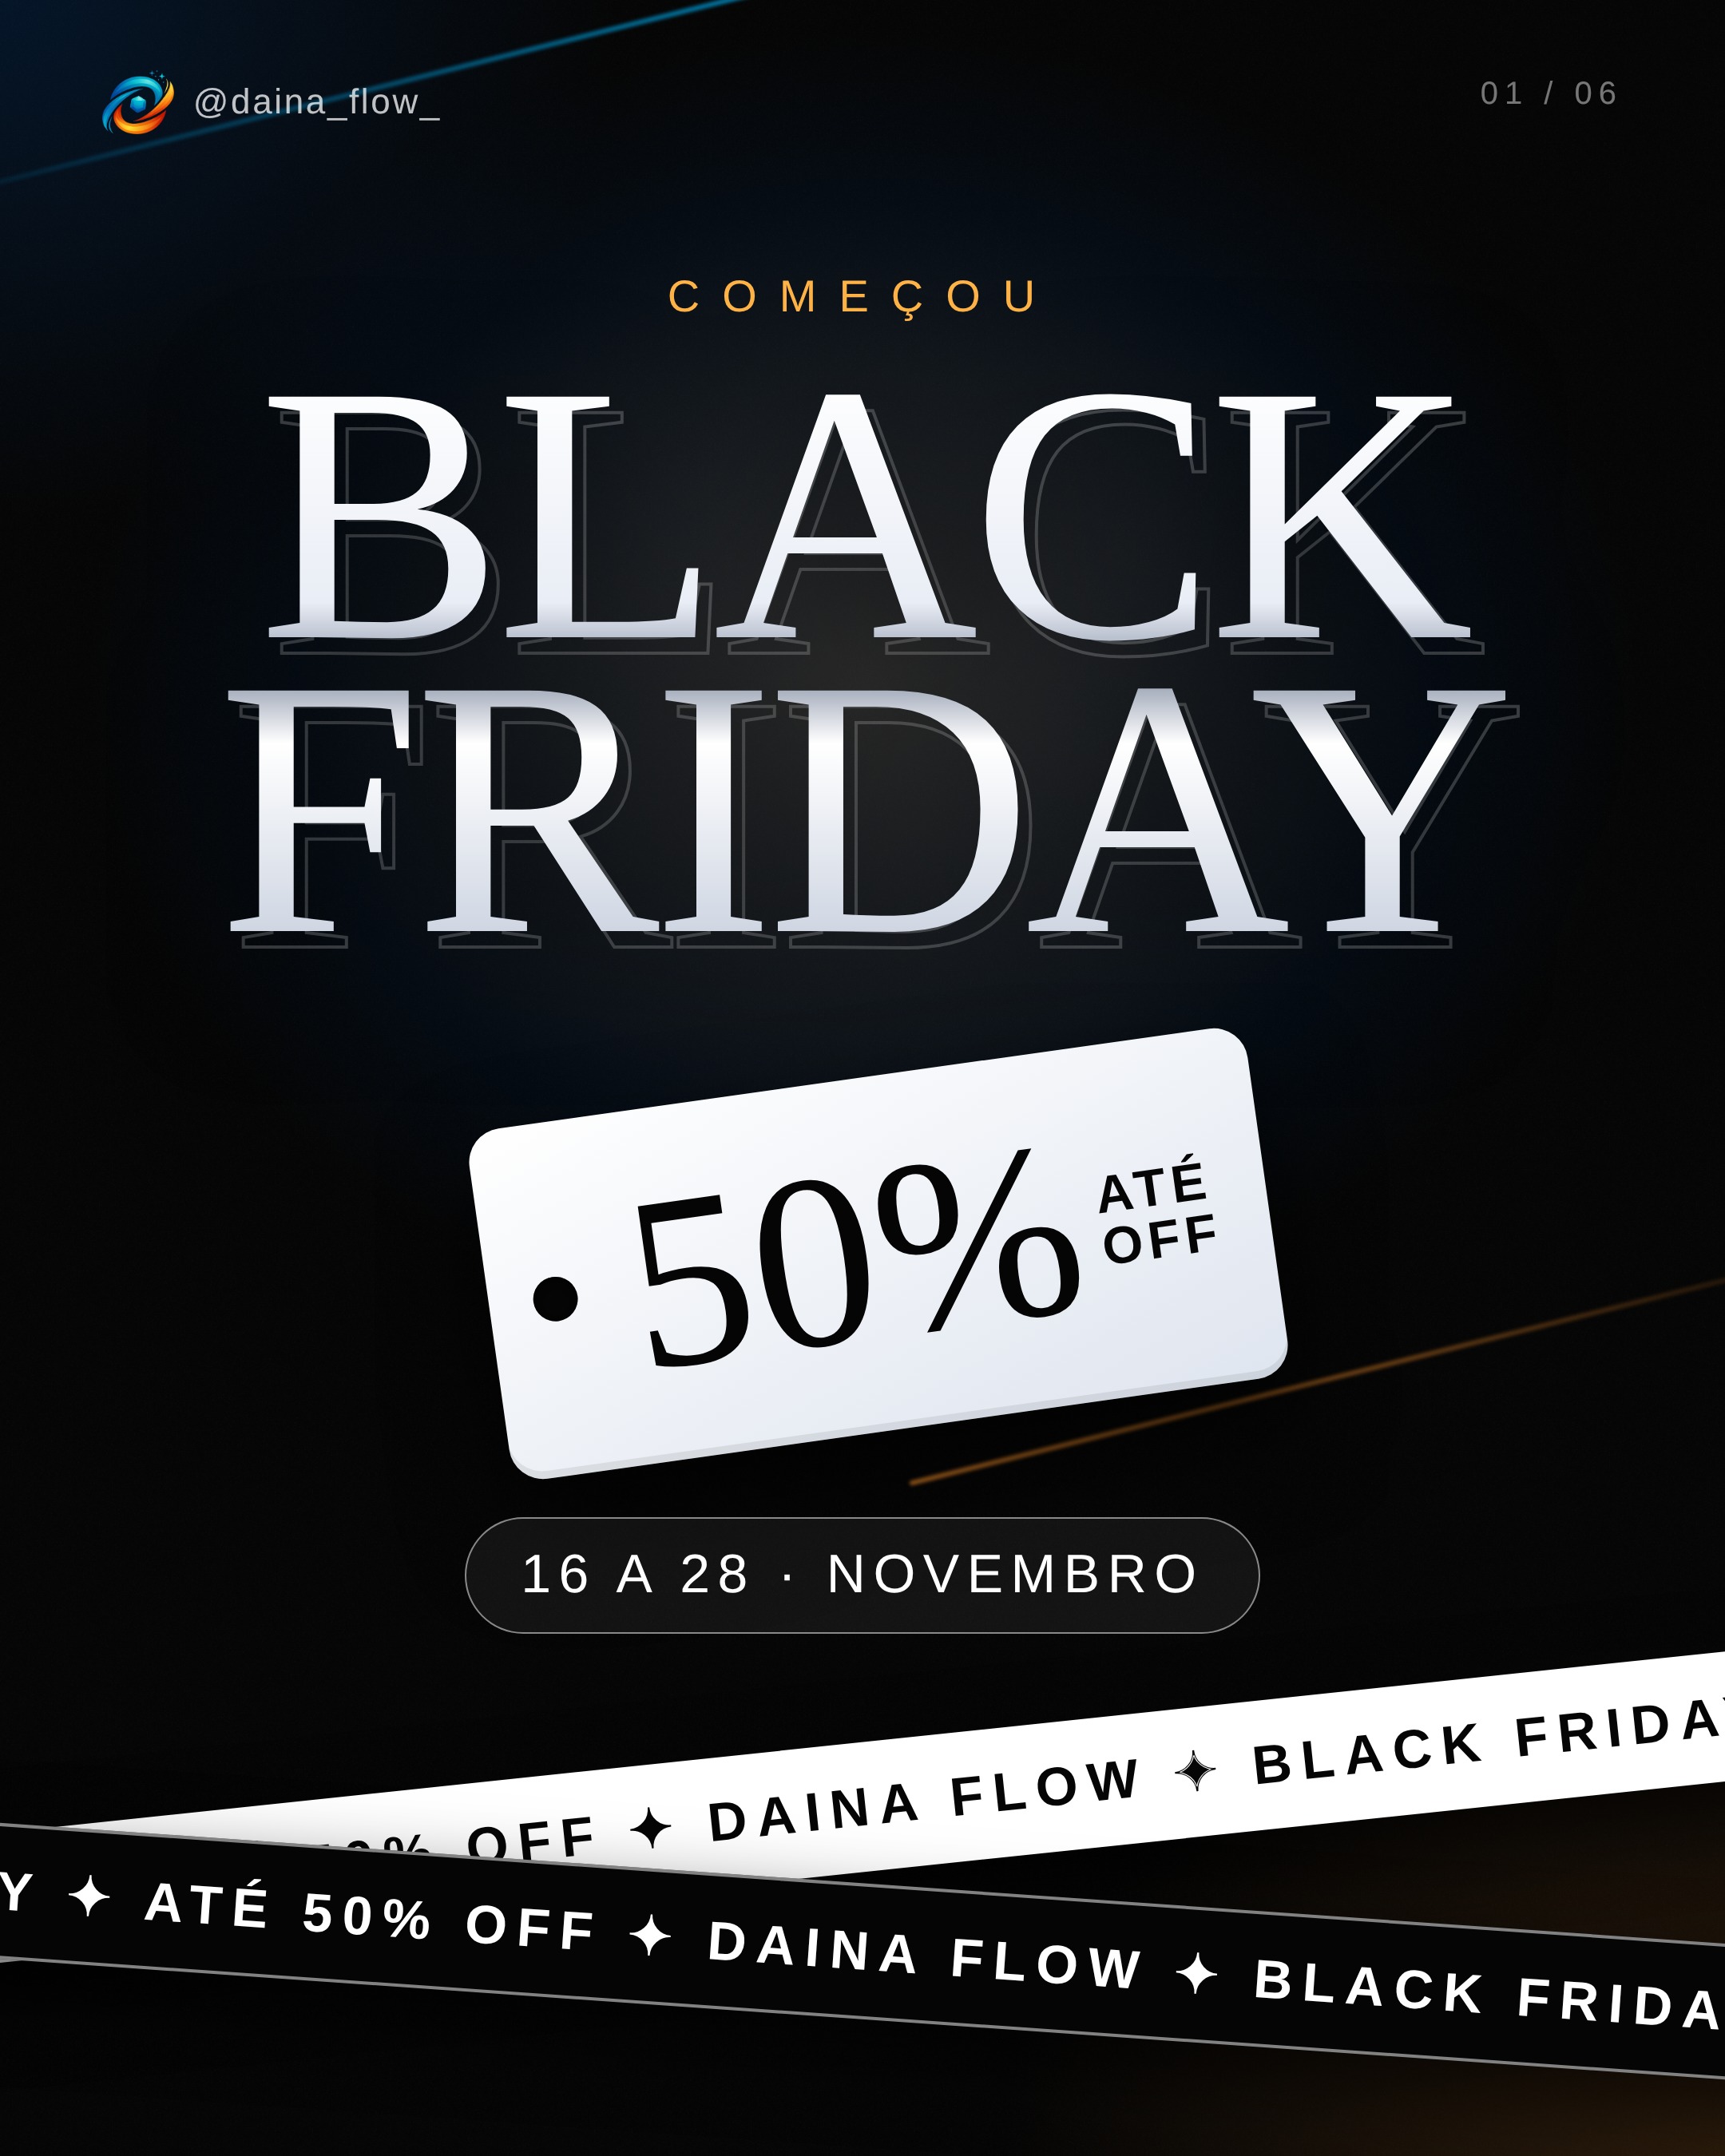 @daina_flow_
01 / 06
COMEÇOU
BLACK
FRIDAY
50%
ATÉ
OFF
16 A 28 · NOVEMBRO
OFF ✦ DAINA FLOW ✦ BLACK FRIDAY
Y ✦ ATÉ 50% OFF ✦ DAINA FLOW ✦ BLACK FRIDA